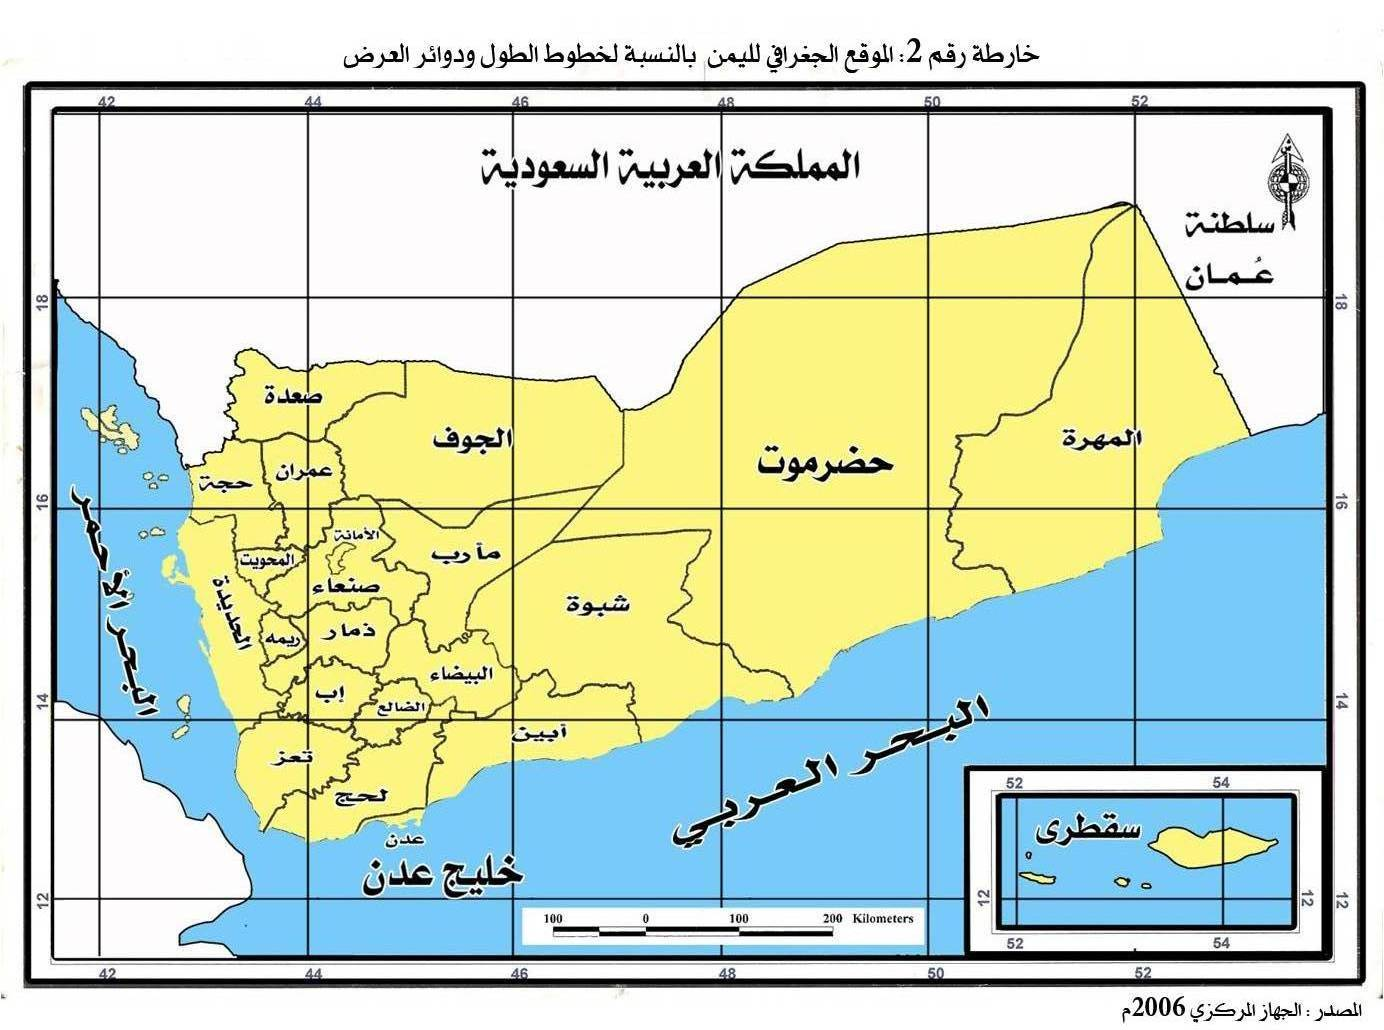 خارطة رقم 2: الموقع الجغرافي لليمن بالنسبة لخطوط الطول ودوائر العرض
42 44 46 48 50 52
المملكة العربية السعودية
سلطنة
عُمان
18 18
صعدة
الجوف
المهرة
حضرموت
عمران
حجة
16 16
الأمانة
مأرب
المحويت
صنعاء
شبوة
الحديدة
ذمار
ريمه
البحر الأحمر
البيضاء
إب
الضالع
14 14
أبين
تعز
لحج
البحر العربي
عدن
خليج عدن
52 54
سقطرى
12 12
52 54
12 12
100 0 100 200 Kilometers
42 44 46 48 50 52
المصدر : الجهاز المركزي 2006م